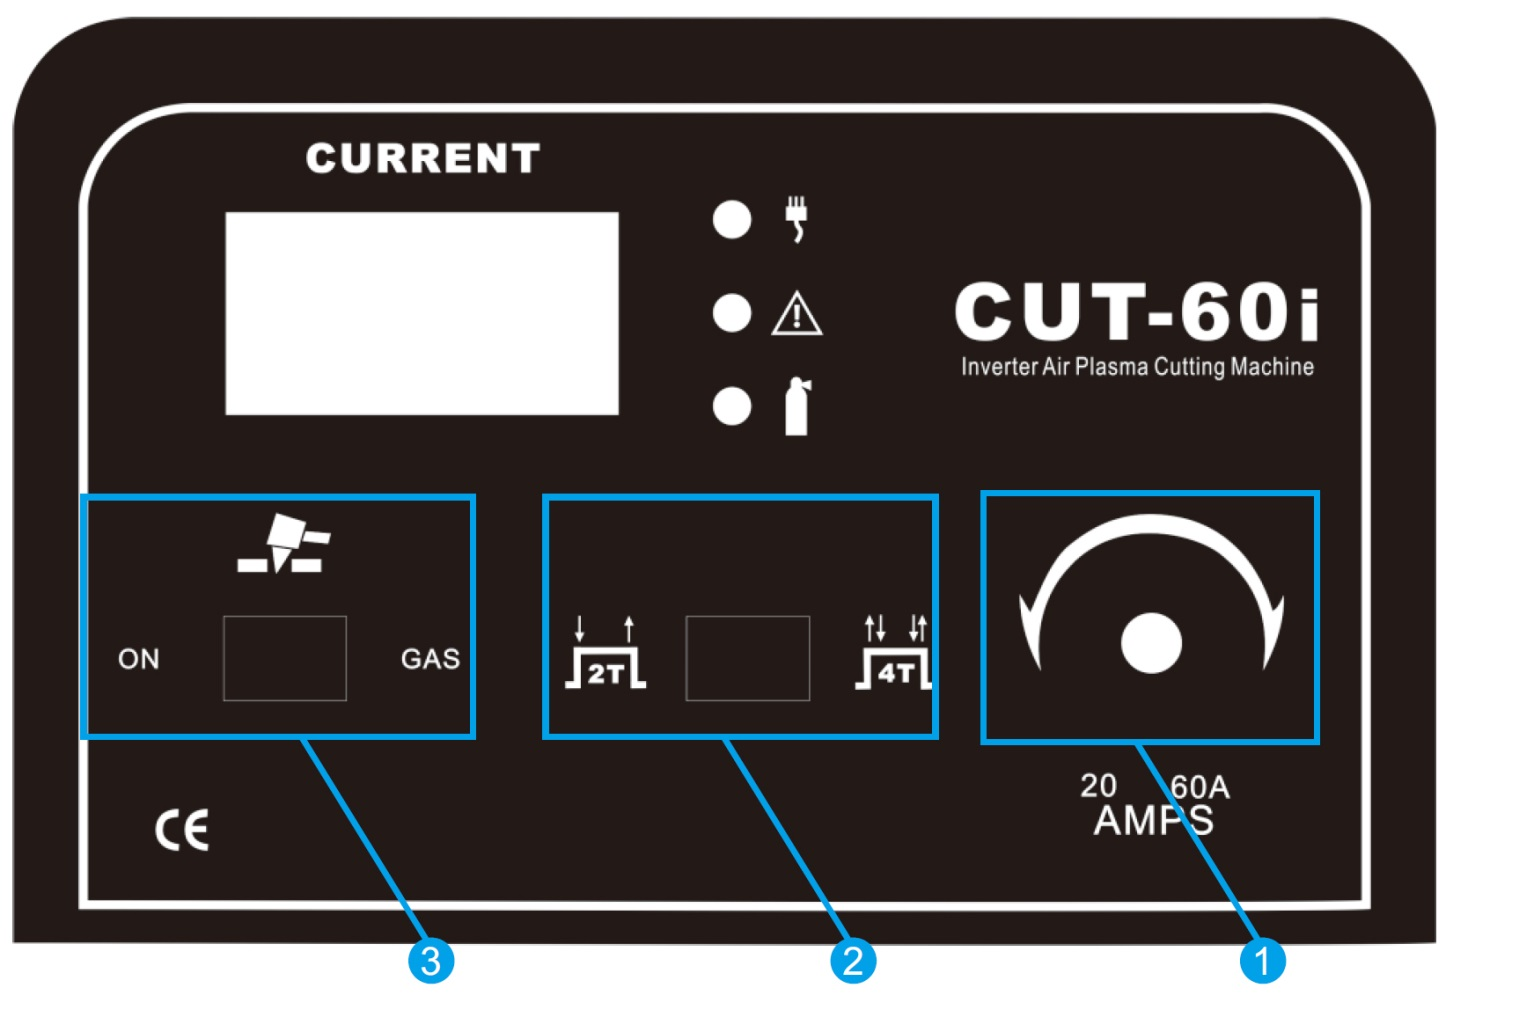 CURRENT
CUT-60i
Inverter Air Plasma Cutting Machine
ON
GAS
2T
4T
20 60A
AMPS
CE
3
2
1